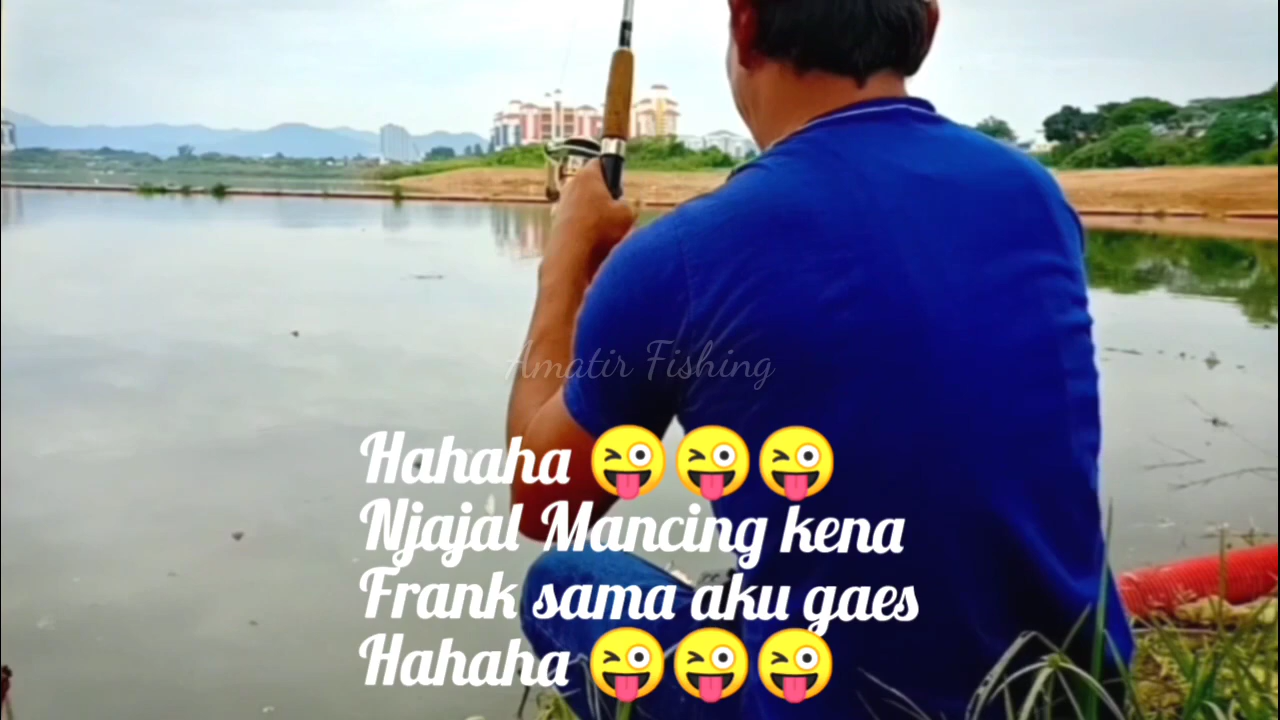 Amatir Fishing
Hahaha 😜😜😜
Njajal Mancing kena
Frank sama aku gaes
Hahaha 😜😜😜